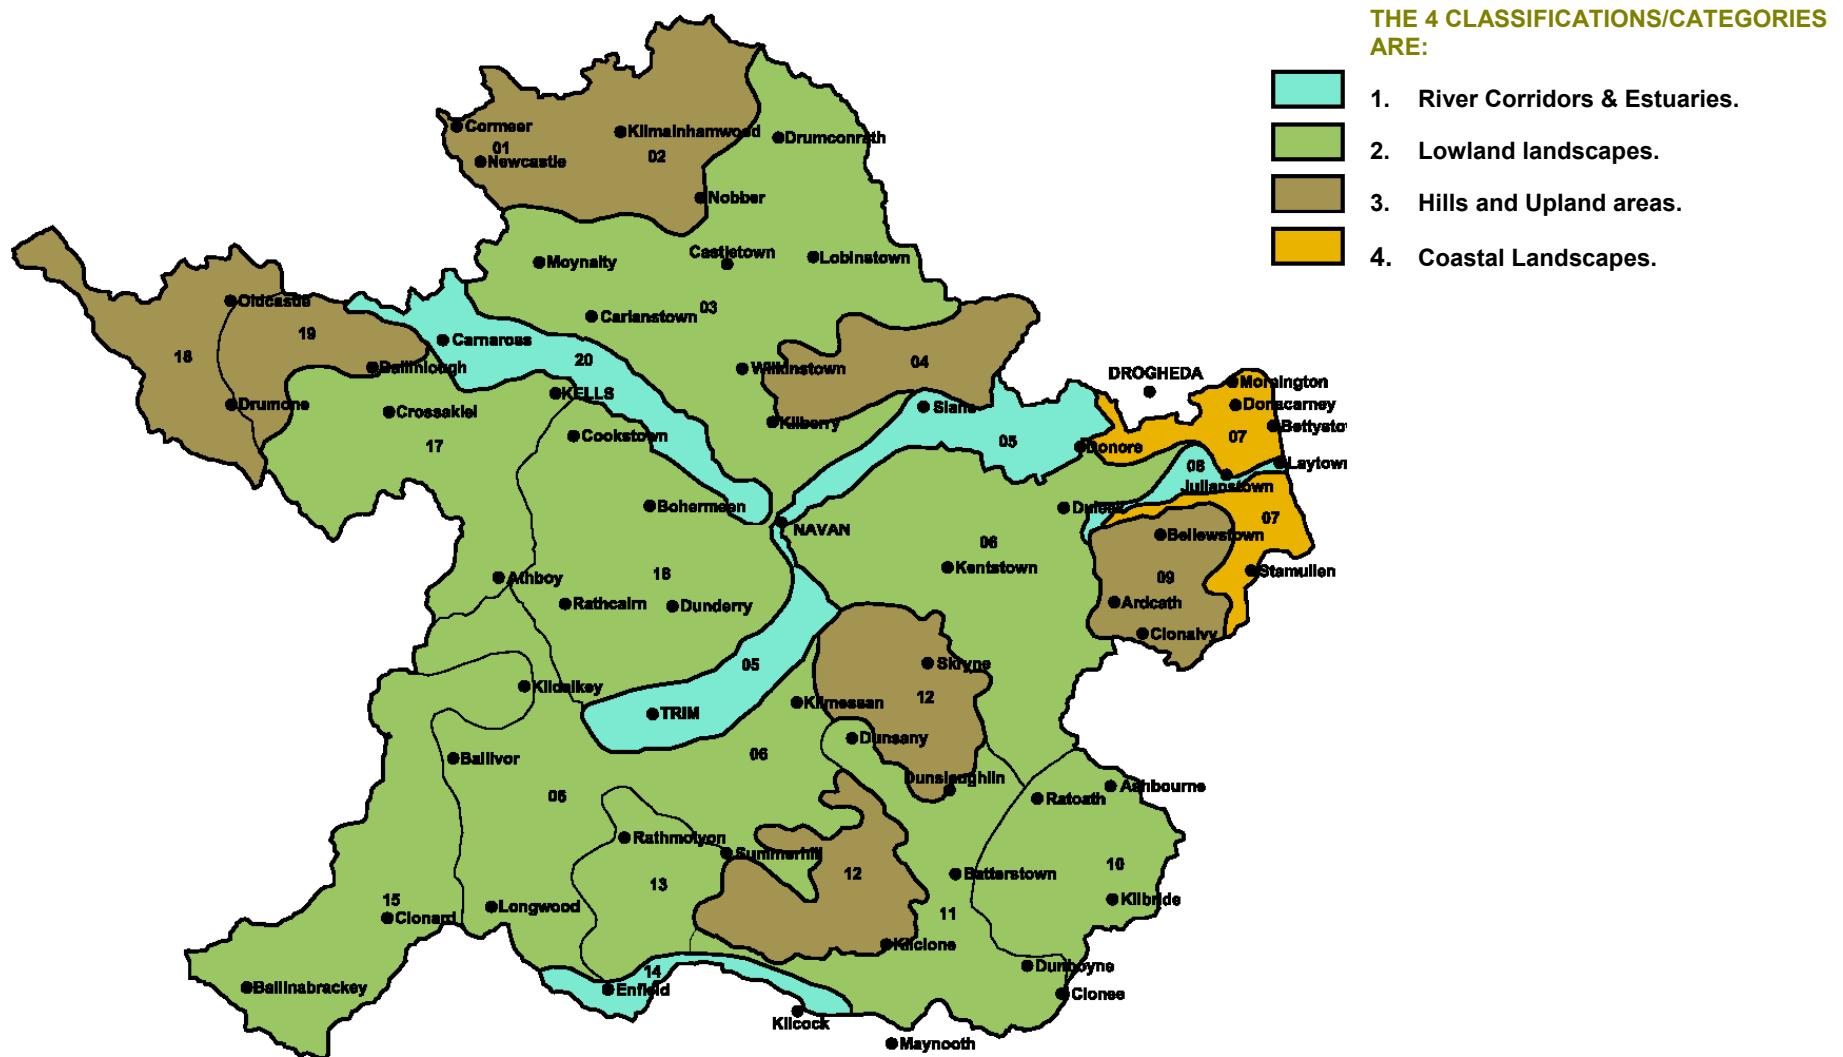 THE 4 CLASSIFICATIONS/CATEGORIES
ARE:
1. River Corridors & Estuaries.
2. Lowland landscapes.
3. Hills and Upland areas.
4. Coastal Landscapes.
Cormeer
01
Newcastle
Kilmainhamwood
02
Drumconrath
Nobber
Moynalty
Castletown
Lobinstown
Oldcastle
Carlanstown
03
19
18
Carnaross
20
Ballinlough
Wilkinstown
04
DROGHEDA
Mornington
Donacarney
Drumone
Crossakiel
KELLS
Slane
Bettystow
Cookstown
Kilberry
05
Donore
07
17
08
Laytown
Julianstown
Bohermeen
NAVAN
Duleek
07
Bellewstown
06
Kentstown
Stamullen
Athboy
16
09
Rathcairn
Dunderry
Ardcath
Clonalvy
05
Skryne
Kildalkey
12
Kilmessan
TRIM
Dunsany
06
Ballivor
Dunslaughlin
Ashbourne
06
Ratoath
Rathmolyon
Summerhill
12
Batterstown
10
13
15
Kilbride
Longwood
Clonard
11
Kilclone
14
Dunboyne
Ballinabrackey
Enfield
Clonee
Kilcock
Maynooth